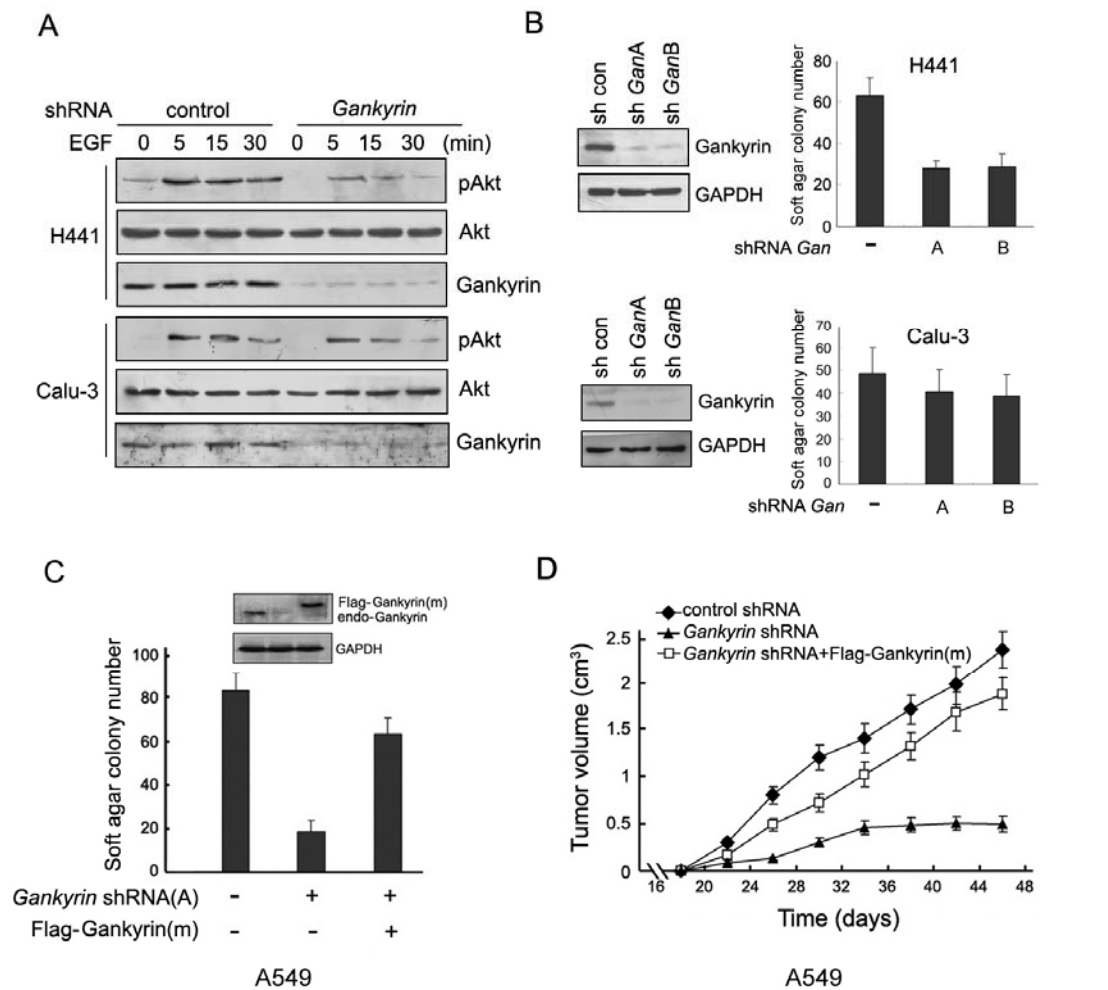 A
shRNA control Gankyrin
EGF 0 5 15 30 0 5 15 30 (min)
H441
pAkt
Akt
Gankyrin
Calu-3
pAkt
Akt
Gankyrin
B
sh con
sh GanA
sh GanB
Gankyrin
GAPDH
H441
Soft agar colony number
80
60
40
20
0
shRNA Gan – A B
sh con
sh GanA
sh GanB
Gankyrin
GAPDH
Calu-3
Soft agar colony number
70
60
50
40
30
20
10
0
shRNA Gan – A B
C
Flag-Gankyrin(m)
endo-Gankyrin
GAPDH
Soft agar colony number
100
80
60
40
20
0
Gankyrin shRNA(A) – + +
Flag-Gankyrin(m) – – +
A549
D
control shRNA
Gankyrin shRNA
Gankyrin shRNA+Flag-Gankyrin(m)
Tumor volume (cm³)
2.5
2
1.5
1
0.5
0
16 20 24 28 32 36 40 44 48
Time (days)
A549